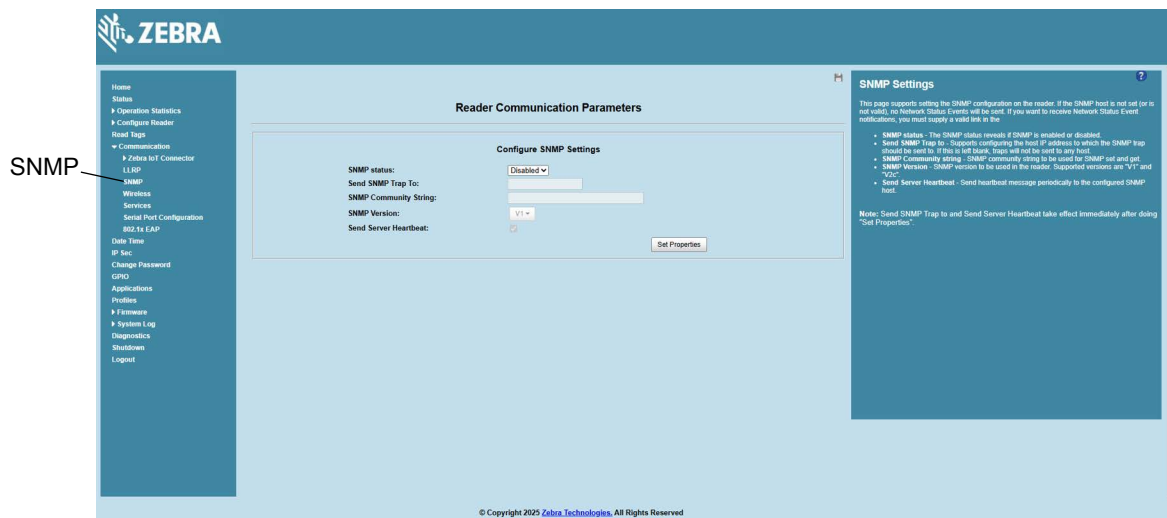 ZEBRA
SNMP
Home
Status
Operation Statistics
Configure Reader
Read Tags
Communication
Zebra IoT Connector
LLRP
SNMP
Wireless
Services
Serial Port Configuration
802.1x EAP
Date Time
IP Sec
Change Password
GPIO
Applications
Profiles
Firmware
System Log
Diagnostics
Shutdown
Logout
Reader Communication Parameters
Configure SNMP Settings
SNMP status: Disabled
Send SNMP Trap To:
SNMP Community String:
SNMP Version: V1
Send Server Heartbeat:
Set Properties
?
SNMP Settings
This page supports setting the SNMP configuration on the reader. If the SNMP host is not set (or is
not valid), no Network Status Events will be sent. If you want to receive Network Status Event
notifications, you must supply a valid link in the
• SNMP status - The SNMP status reveals if SNMP is enabled or disabled.
• Send SNMP Trap to - Supports configuring the host IP address to which the SNMP trap
should be sent to. If this is left blank, traps will not be sent to any host.
• SNMP Community string - SNMP community string to be used for SNMP set and get.
• SNMP Version - SNMP version to be used in the reader. Supported versions are "V1" and
"V2c".
• Send Server Heartbeat - Send heartbeat message periodically to the configured SNMP
host.
Note: Send SNMP Trap to and Send Server Heartbeat take effect immediately after doing
"Set Properties".
© Copyright 2025 Zebra Technologies. All Rights Reserved